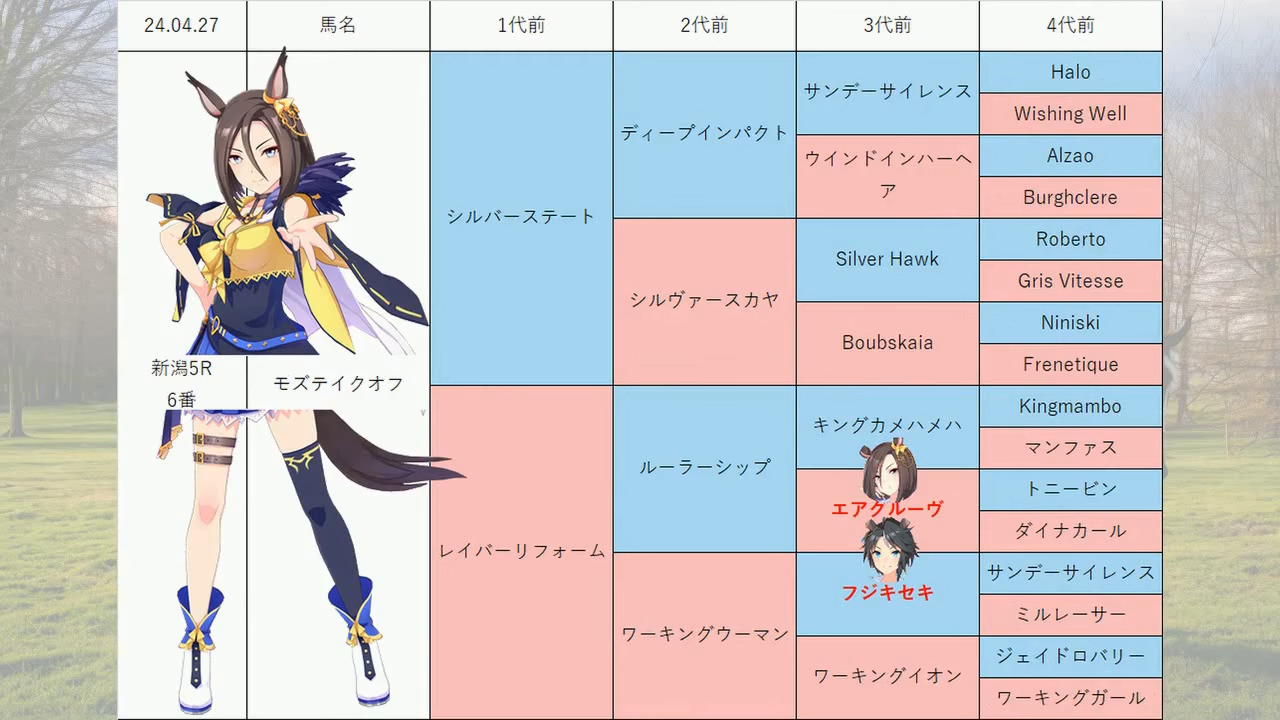 24.04.27
馬名
1代前
2代前
3代前
4代前
新潟5R
6番
モズテイクオフ
シルバーステート
レイバーリフォーム
ディープインパクト
シルヴァースカヤ
ルーラーシップ
ワーキングウーマン
サンデーサイレンス
ウインドインハーヘ
ア
Silver Hawk
Boubskaia
キングカメハメハ
エアグルーヴ
フジキセキ
ワーキングイオン
Halo
Wishing Well
Alzao
Burghclere
Roberto
Gris Vitesse
Niniski
Frenetique
Kingmambo
マンファス
トニービン
ダイナカール
サンデーサイレンス
ミルレーサー
ジェイドロバリー
ワーキングガール